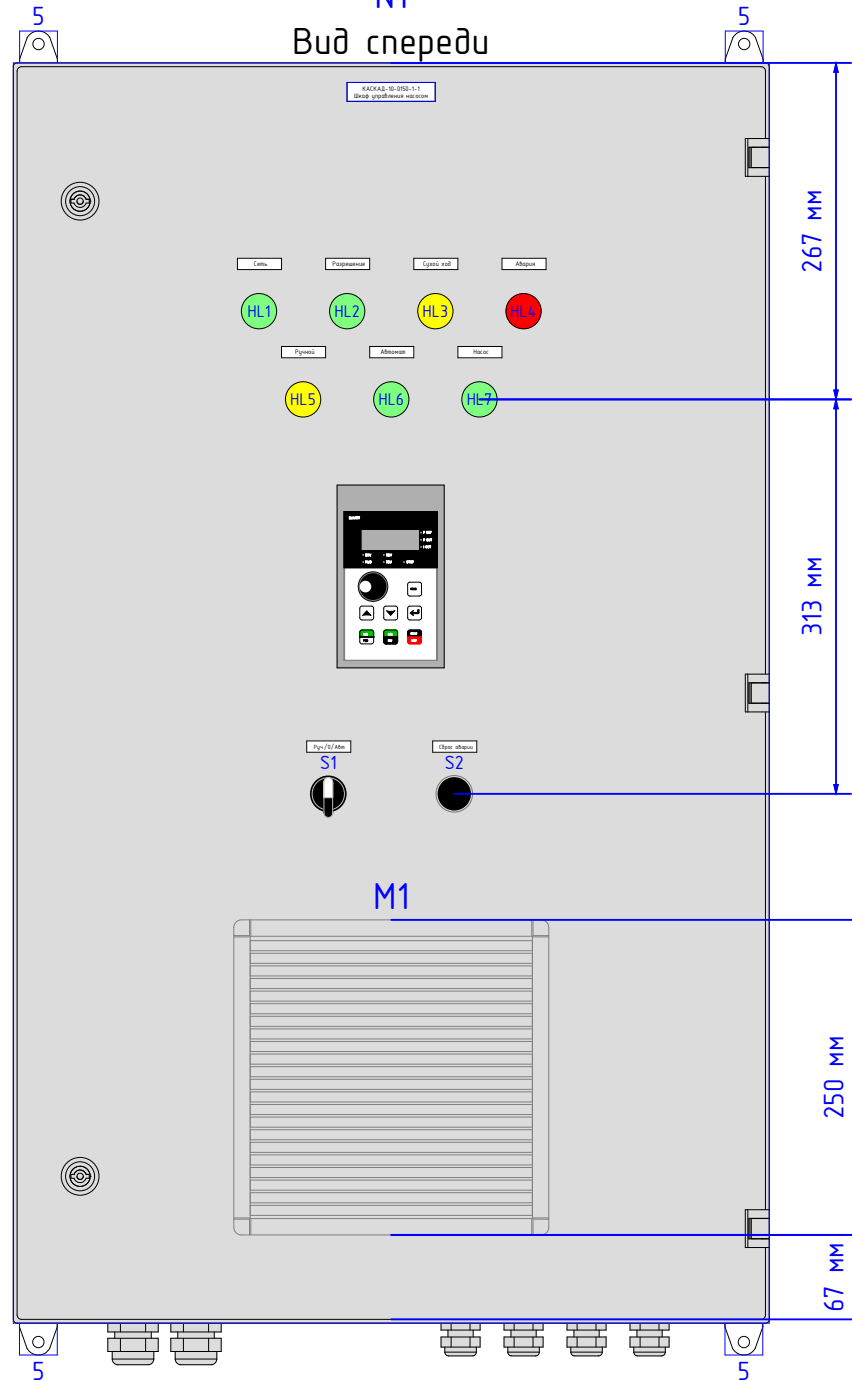 5
5
Вид спереди
КАСКАД-10-0150-1-1
Шкаф управления насосом
267 мм
Сеть
Разрешение
Сухой ход
Авария
HL1
HL2
HL3
HL4
Ручной
Автомат
Насос
HL5
HL6
HL7
313 мм
Руч/0/Авт
Сброс аварии
S1
S2
M1
250 мм
67 мм
5
5